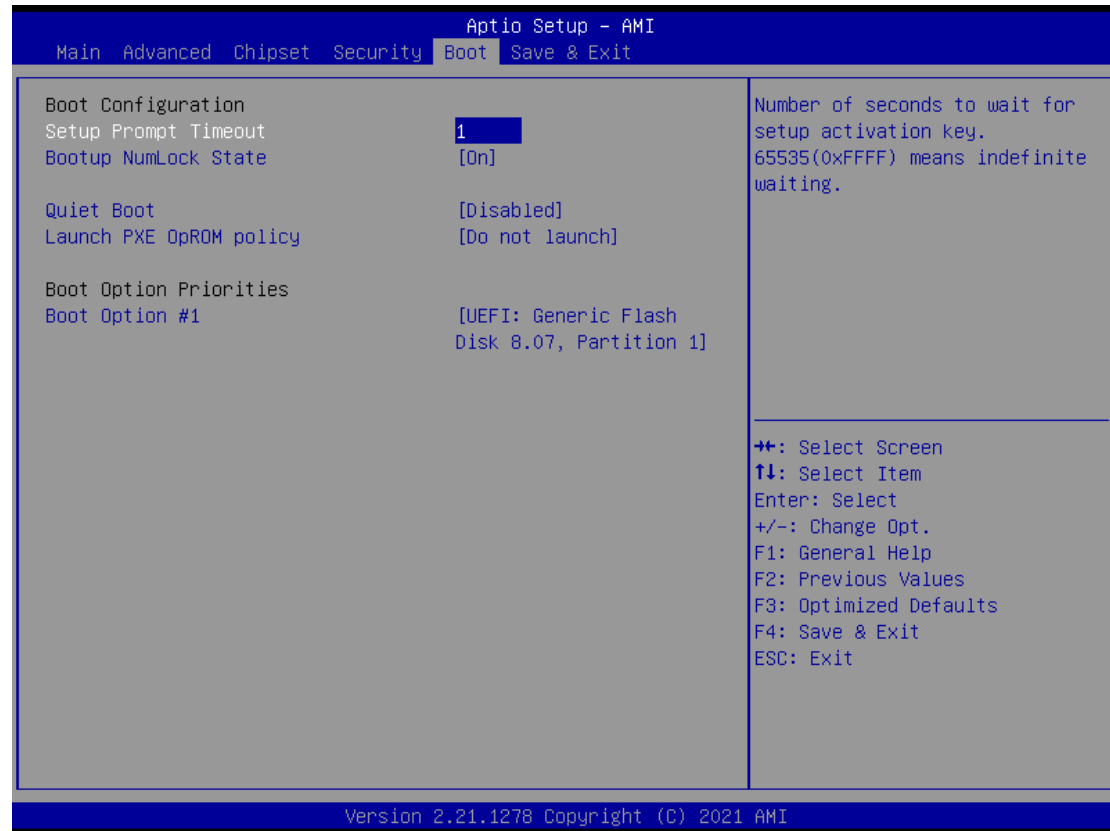 Aptio Setup – AMI
Main Advanced Chipset Security Boot Save & Exit
Boot Configuration
Setup Prompt Timeout 1
Bootup NumLock State [On]
Quiet Boot [Disabled]
Launch PXE OpROM policy [Do not launch]
Boot Option Priorities
Boot Option #1 [UEFI: Generic Flash
Disk 8.07, Partition 1]
Number of seconds to wait for
setup activation key.
65535(0xFFFF) means indefinite
waiting.
→←: Select Screen
↑↓: Select Item
Enter: Select
+/-: Change Opt.
F1: General Help
F2: Previous Values
F3: Optimized Defaults
F4: Save & Exit
ESC: Exit
Version 2.21.1278 Copyright (C) 2021 AMI